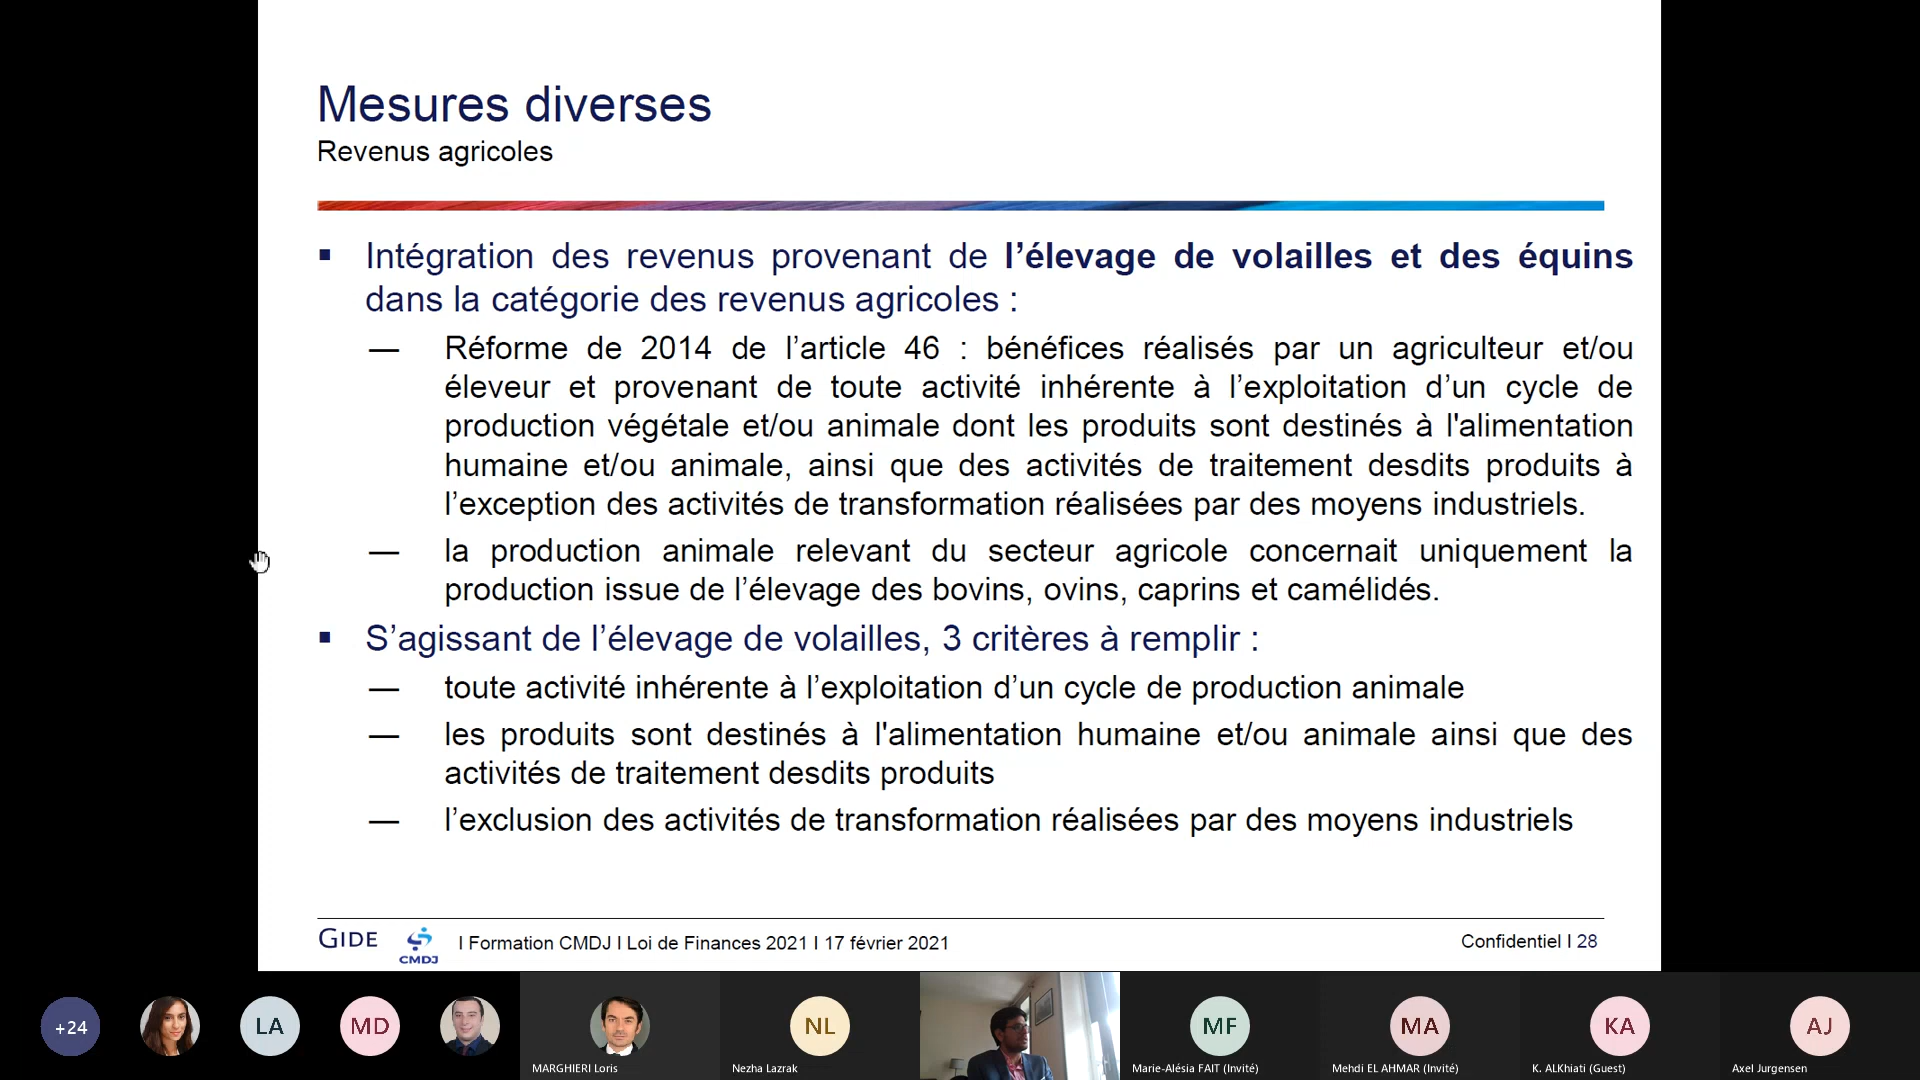 Mesures diverses
Revenus agricoles
▪ Intégration des revenus provenant de l’élevage de volailles et des équins
dans la catégorie des revenus agricoles :
— Réforme de 2014 de l’article 46 : bénéfices réalisés par un agriculteur et/ou
éleveur et provenant de toute activité inhérente à l’exploitation d’un cycle de
production végétale et/ou animale dont les produits sont destinés à l'alimentation
humaine et/ou animale, ainsi que des activités de traitement desdits produits à
l’exception des activités de transformation réalisées par des moyens industriels.
— la production animale relevant du secteur agricole concernait uniquement la
production issue de l’élevage des bovins, ovins, caprins et camélidés.
▪ S’agissant de l’élevage de volailles, 3 critères à remplir :
— toute activité inhérente à l’exploitation d’un cycle de production animale
— les produits sont destinés à l'alimentation humaine et/ou animale ainsi que des
activités de traitement desdits produits
— l’exclusion des activités de transformation réalisées par des moyens industriels
GIDE CMDJ I Formation CMDJ I Loi de Finances 2021 I 17 février 2021 Confidentiel I 28
+24 LA MD NL MF MA KA AJ
MARGHIERI Loris Nezha Lazrak Marie-Alésia FAIT (Invité) Mehdi EL AHMAR (Invité) K. ALKhiati (Guest) Axel Jurgensen